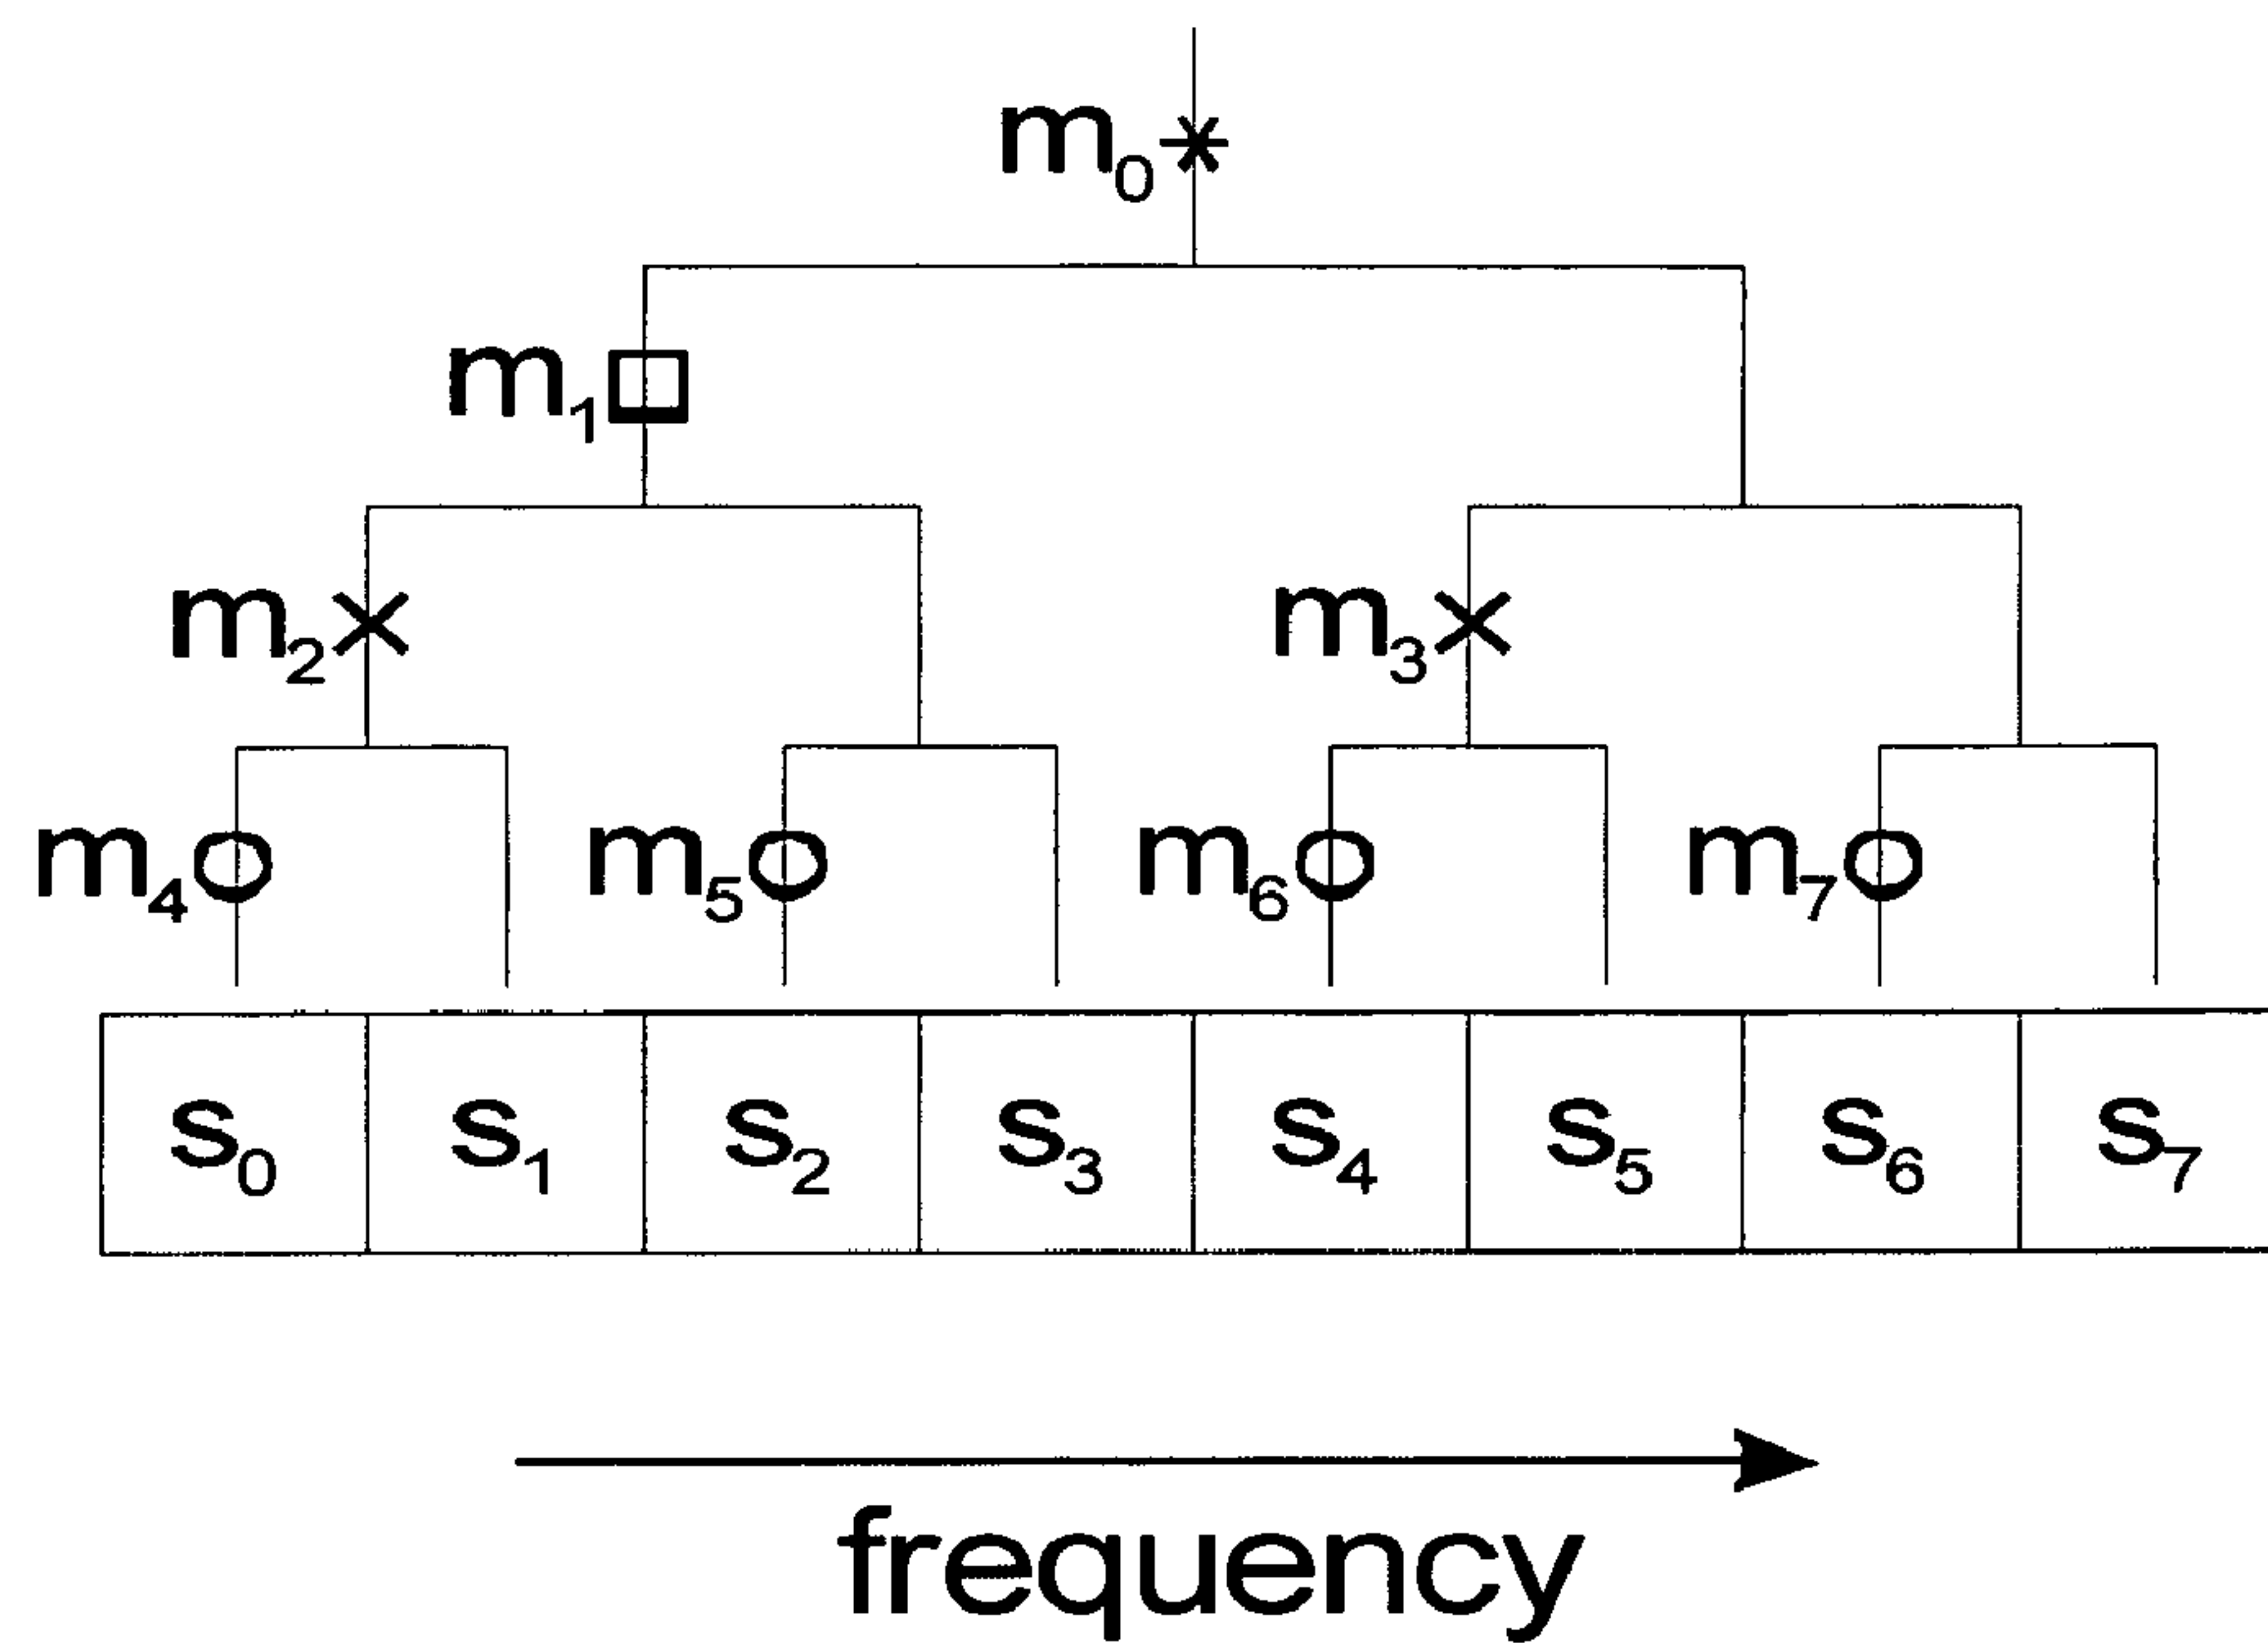 m₀
m₁
m₂ m₃
m₄ m₅ m₆ m₇
s₀ s₁ s₂ s₃ s₄ s₅ s₆ s₇
frequency